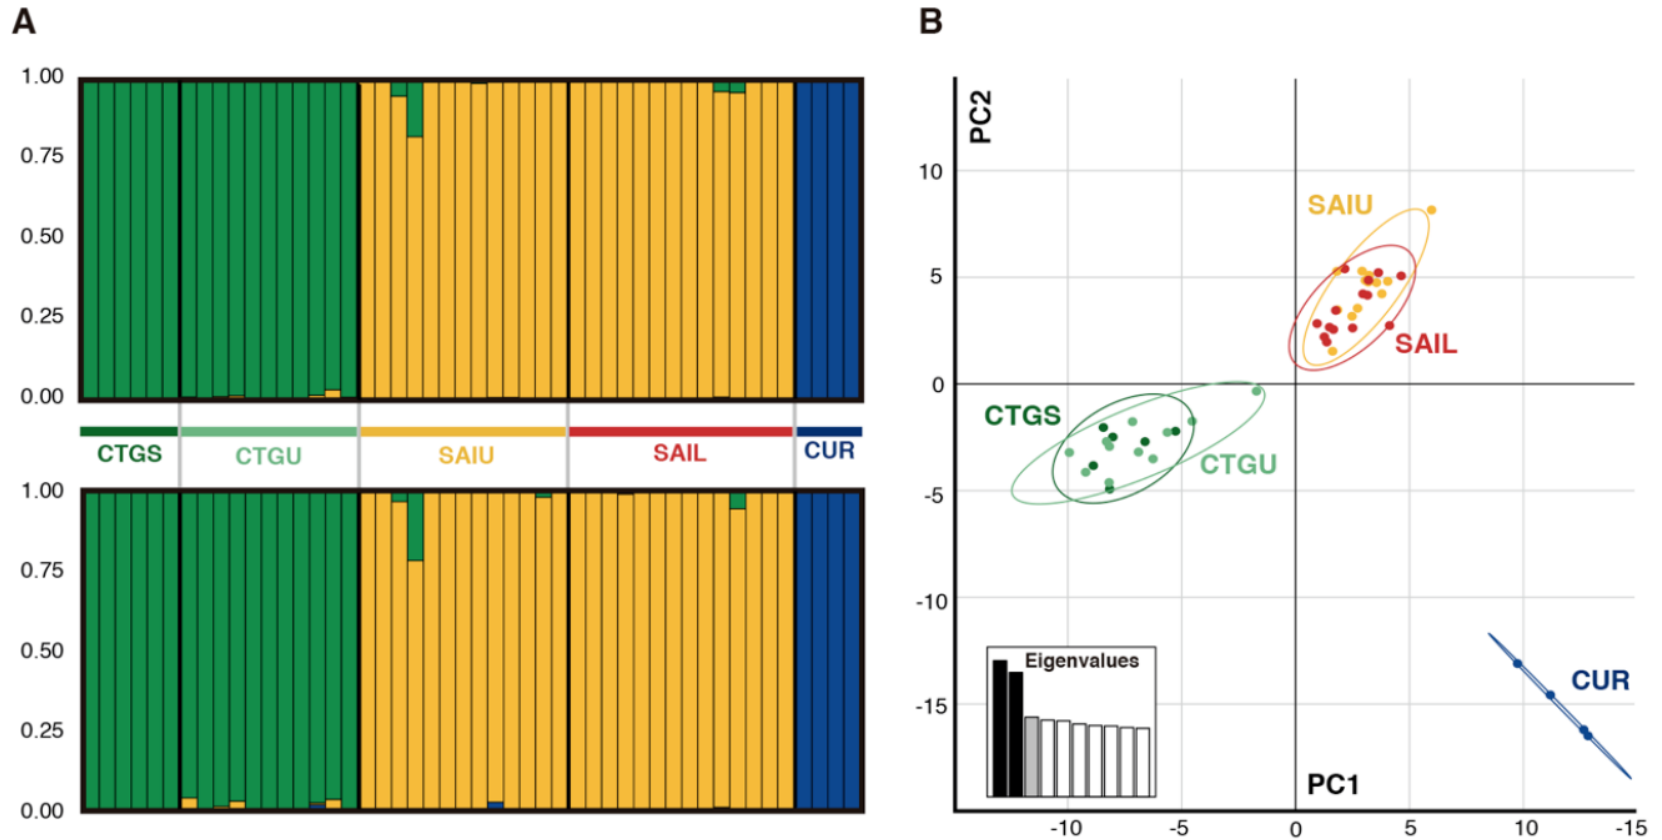 A
1.00
0.75
0.50
0.25
0.00
CTGS CTGU SAIU SAIL CUR
1.00
0.75
0.50
0.25
0.00
B
PC2
10
5
0
-5
-10
-15
SAIU
SAIL
CTGS
CTGU
CUR
Eigenvalues
PC1
-10 -5 0 5 10 -15